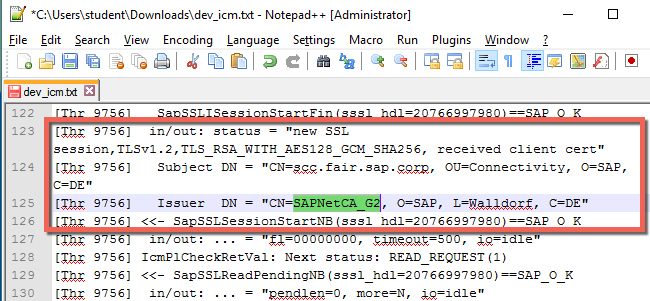 *C:\Users\student\Downloads\dev_icm.txt - Notepad++ [Administrator]
File Edit Search View Encoding Language Settings Macro Run Plugins Window ?
dev_icm.txt
122 [Thr 9756]   SapSSLISessionStartFin(sssl_hdl=20766997980)==SAP_O_K
123 [Thr 9756]   in/out: status = "new SSL
session,TLSv1.2,TLS_RSA_WITH_AES128_GCM_SHA256, received client cert"
124 [Thr 9756]   Subject DN = "CN=scc.fair.sap.corp, OU=Connectivity, O=SAP,
C=DE"
125 [Thr 9756]   Issuer  DN = "CN=SAPNetCA_G2, O=SAP, L=Walldorf, C=DE"
126 [Thr 9756] <<- SapSSLSessionStartNB(sssl_hdl=20766997980)==SAP_O_K
127 [Thr 9756]   in/out: ... = "fl=00000000, timeout=500, io=idle"
128 [Thr 9756] IcmPlCheckRetVal: Next status: READ_REQUEST(1)
129 [Thr 9756] <<- SapSSLReadPendingNB(sssl_hdl=20766997980)==SAP_O_K
130 [Thr 9756]   in/out: ... = "pendlen=0, more=N, io=idle"